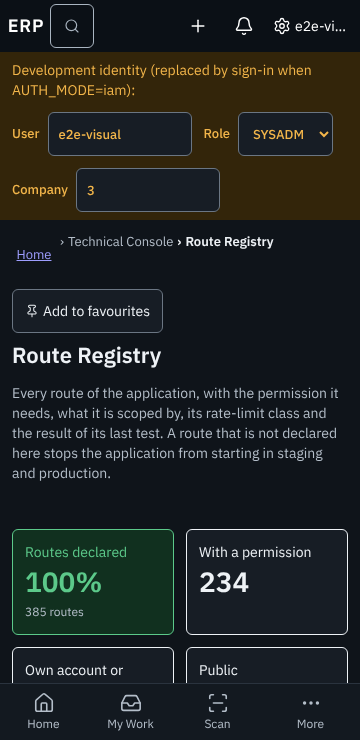 ERP
e2e-vi...
Development identity (replaced by sign-in when
AUTH_MODE=iam):
User e2e-visual Role SYSADM
Company 3
Home › Technical Console › Route Registry
Add to favourites
Route Registry
Every route of the application, with the permission it
needs, what it is scoped by, its rate-limit class and
the result of its last test. A route that is not declared
here stops the application from starting in staging
and production.
Routes declared
100%
385 routes
With a permission
234
Own account or
Public
Home My Work Scan More